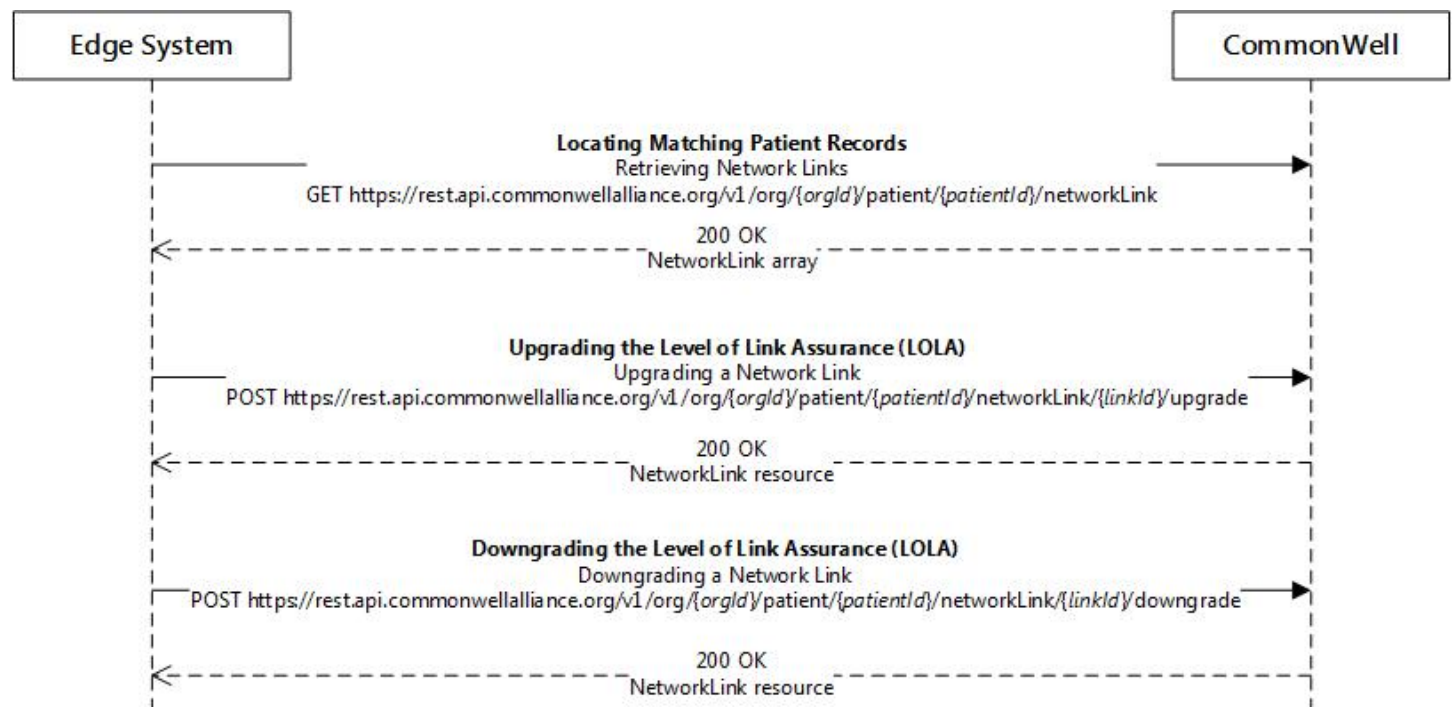 Edge System
CommonWell
Locating Matching Patient Records
Retrieving Network Links
GET https://rest.api.commonwellalliance.org/v1/org/{orgId}/patient/{patientId}/networkLink
200 OK
NetworkLink array
Upgrading the Level of Link Assurance (LOLA)
Upgrading a Network Link
POST https://rest.api.commonwellalliance.org/v1/org/{orgId}/patient/{patientId}/networkLink/{linkId}/upgrade
200 OK
NetworkLink resource
Downgrading the Level of Link Assurance (LOLA)
Downgrading a Network Link
POST https://rest.api.commonwellalliance.org/v1/org/{orgId}/patient/{patientId}/networkLink/{linkId}/downgrade
200 OK
NetworkLink resource